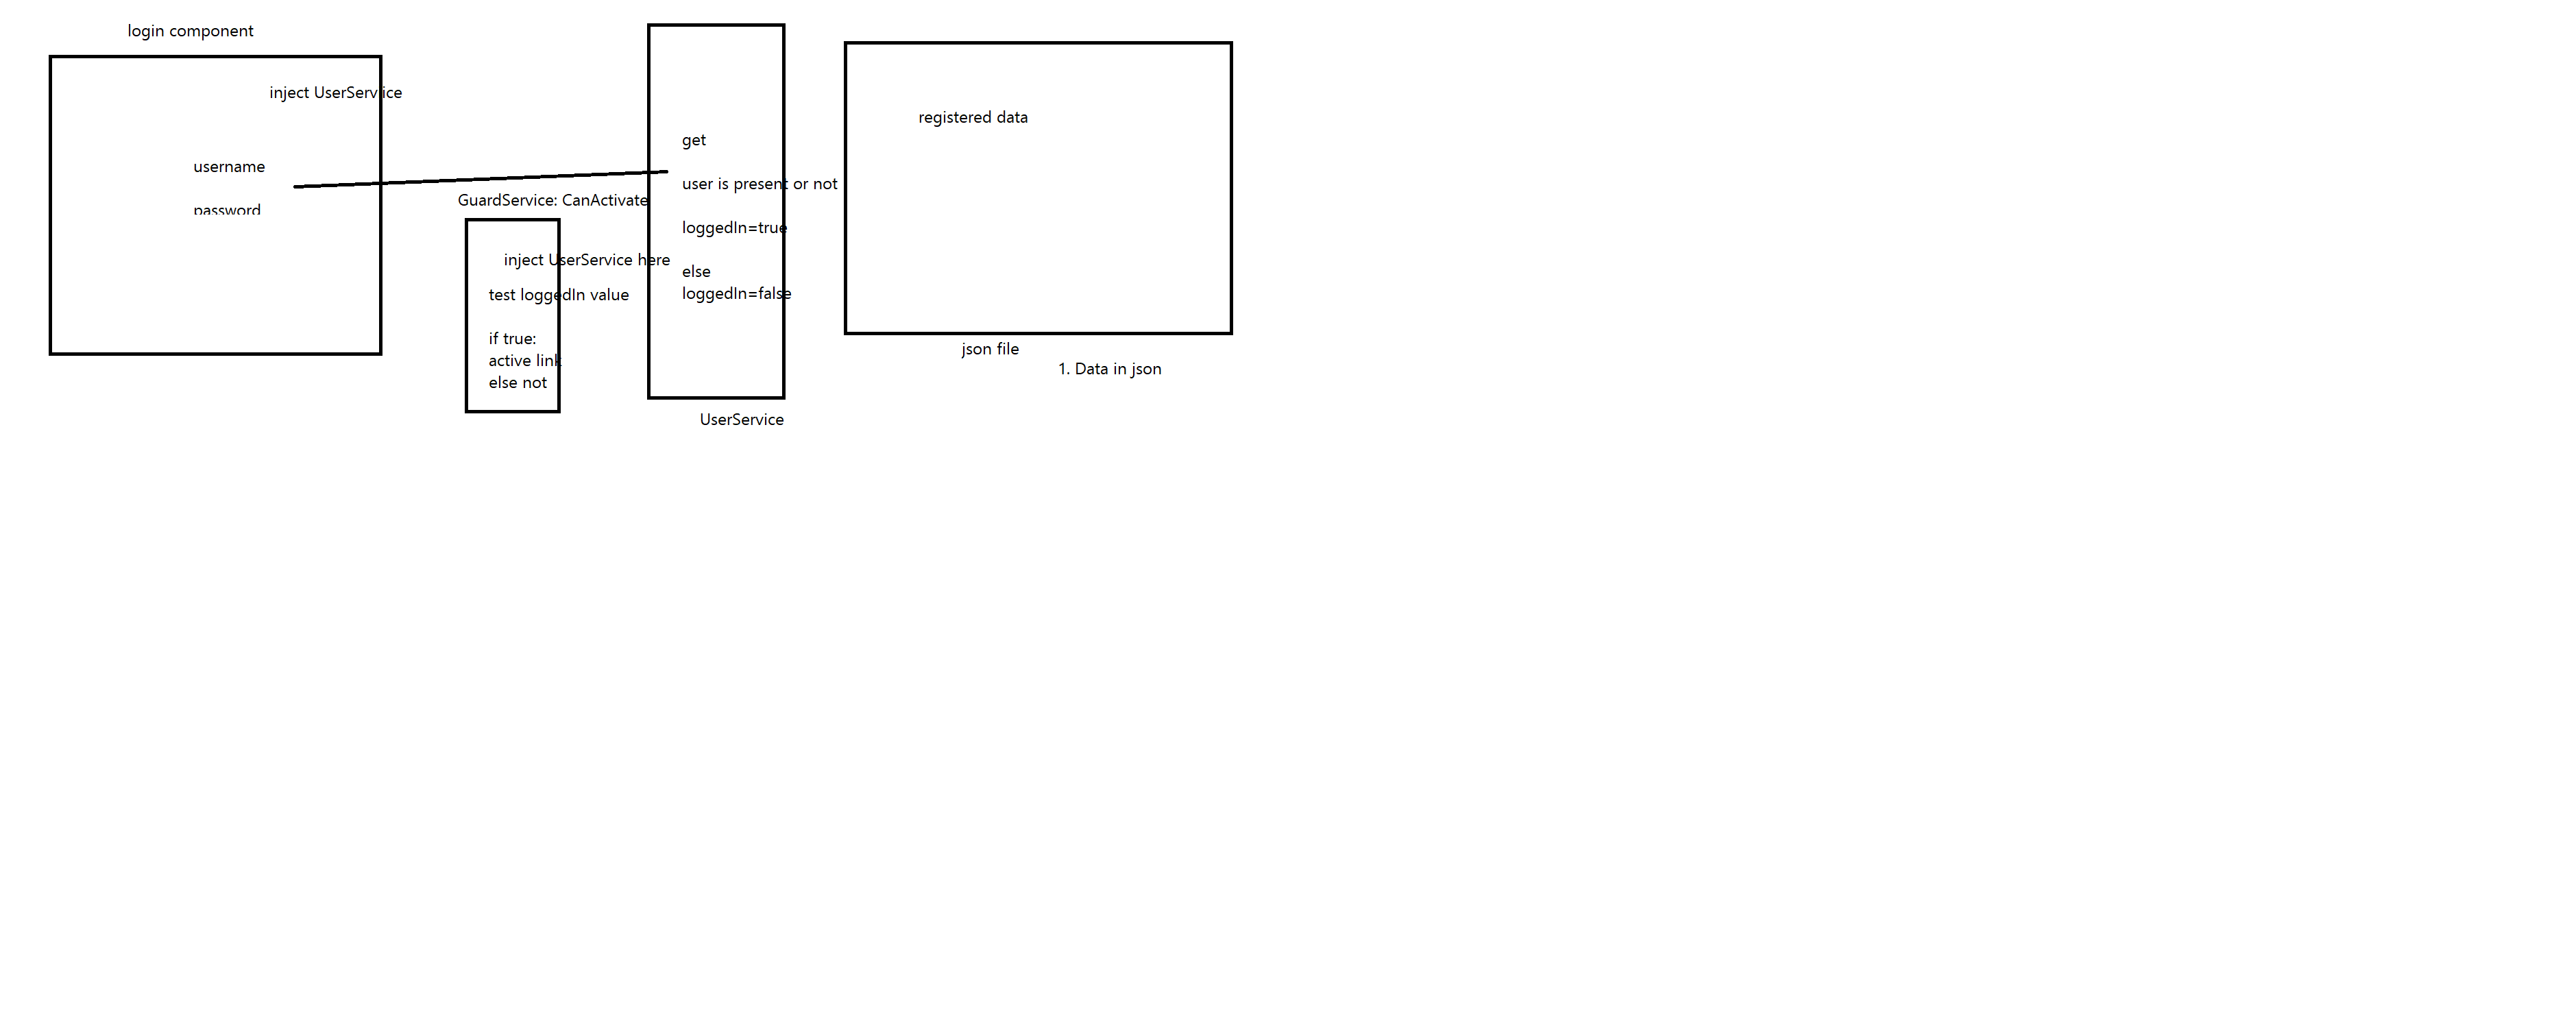 login component
inject UserService
username
password
GuardService: CanActivate
inject UserService here
test loggedIn value
if true:
active link
else not
get
user is present or not
loggedIn=true
else
loggedIn=false
UserService
registered data
json file
1. Data in json